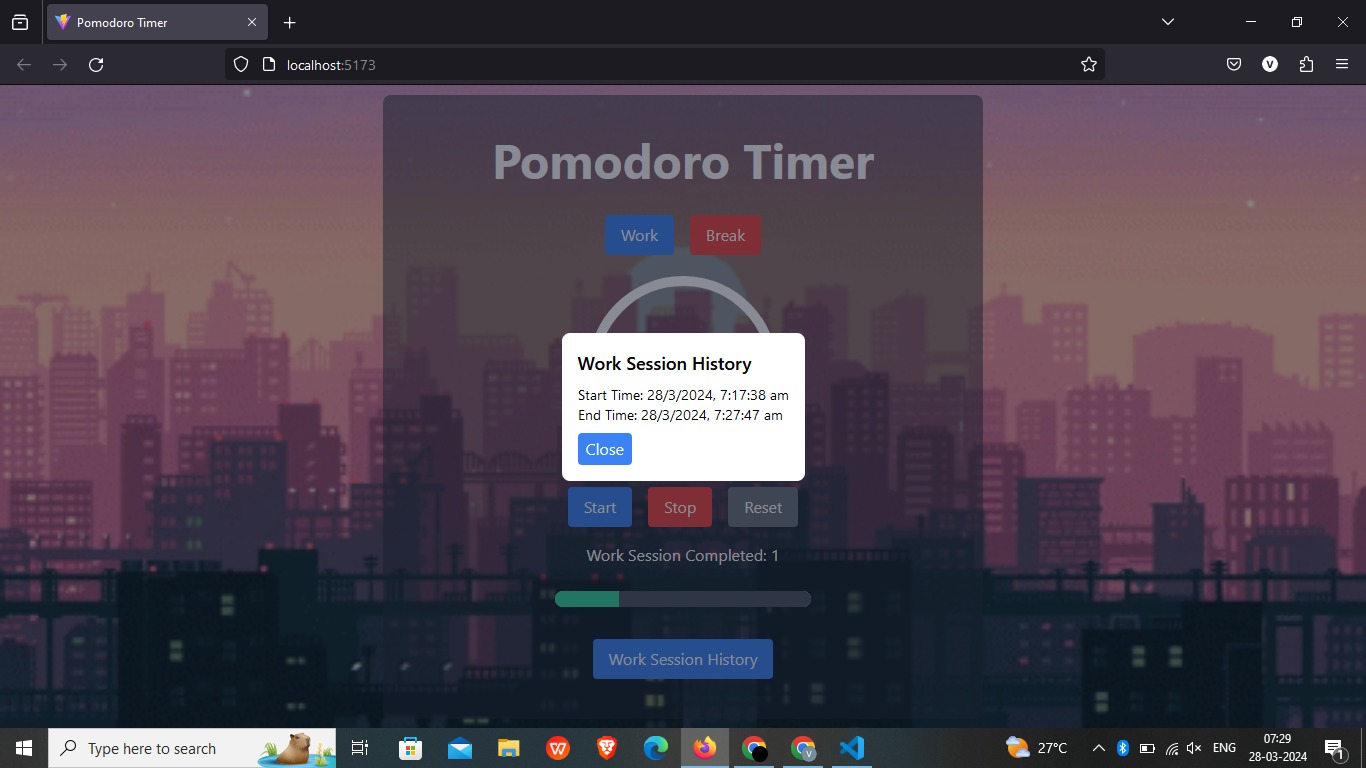 Pomodoro Timer
localhost:5173
Pomodoro Timer
Work Break
Work Session History
Start Time: 28/3/2024, 7:17:38 am
End Time: 28/3/2024, 7:27:47 am
Close
Start Stop Reset
Work Session Completed: 1
Work Session History
Type here to search
27°C
ENG
07:29
28-03-2024
1